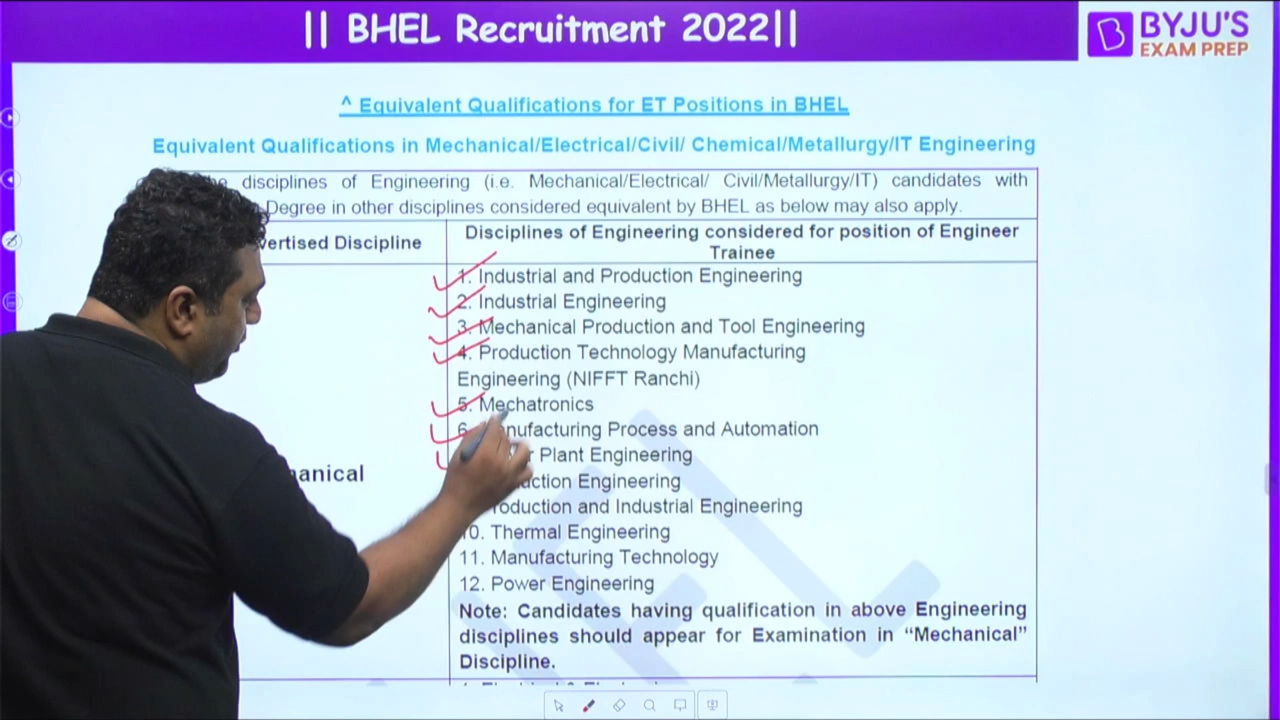 || BHEL Recruitment 2022||
BYJU'S
EXAM PREP
^ Equivalent Qualifications for ET Positions in BHEL
Equivalent Qualifications in Mechanical/Electrical/Civil/ Chemical/Metallurgy/IT Engineering
disciplines of Engineering (i.e. Mechanical/Electrical/ Civil/Metallurgy/IT) candidates with
Degree in other disciplines considered equivalent by BHEL as below may also apply.
vertised Discipline
Disciplines of Engineering considered for position of Engineer
Trainee
1. Industrial and Production Engineering
2. Industrial Engineering
3. Mechanical Production and Tool Engineering
4. Production Technology Manufacturing
Engineering (NIFFT Ranchi)
5. Mechatronics
6. nufacturing Process and Automation
r Plant Engineering
anical
uction Engineering
roduction and Industrial Engineering
10. Thermal Engineering
11. Manufacturing Technology
12. Power Engineering
Note: Candidates having qualification in above Engineering
disciplines should appear for Examination in “Mechanical”
Discipline.